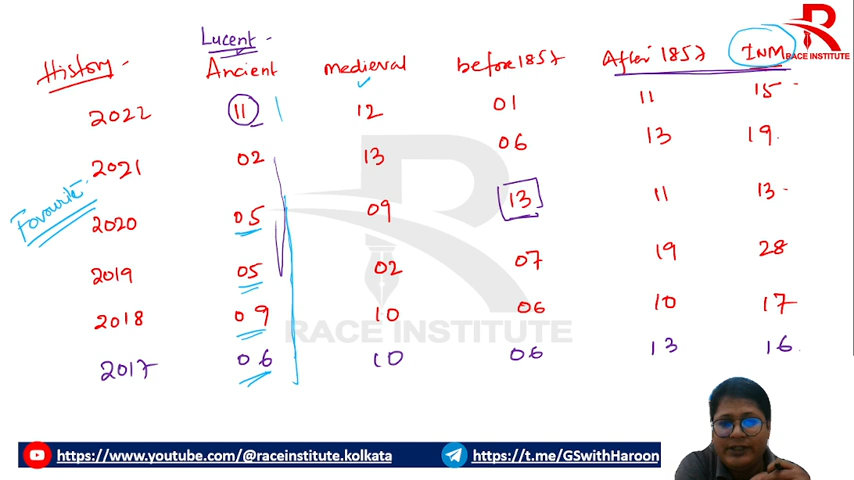 Lucent -
History - Ancient medieval before 1857 After 1857 INM
RACE INSTITUTE
2022 11 12 01 11 15
2021 02 13 06 13 19
Favourite -
2020 05 09 13 11 13
2019 05 02 07 19 28
2018 09 10 06 10 17
RACE INSTITUTE
2017 06 10 06 13 16
https://www.youtube.com/@raceinstitute.kolkata https://t.me/GSwithHaroon